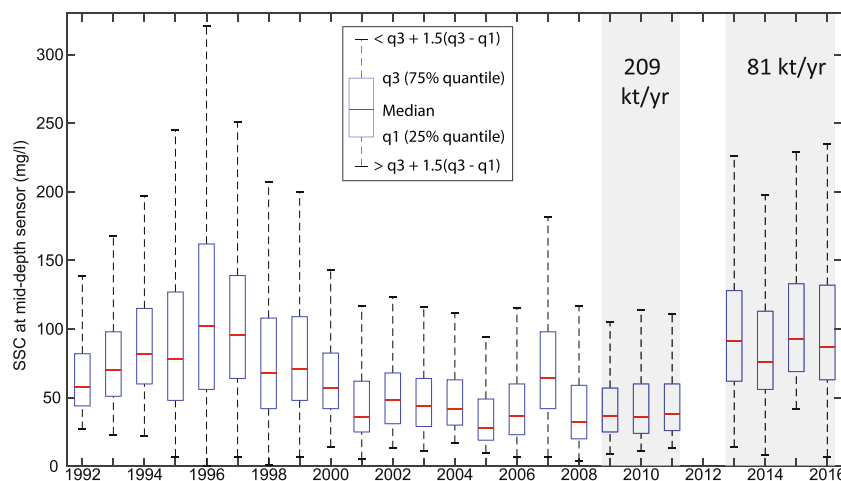 SSC at mid-depth sensor (mg/l)
300
250
200
150
100
50
0
< q3 + 1.5(q3 - q1)
q3 (75% quantile)
Median
q1 (25% quantile)
> q3 + 1.5(q3 - q1)
209
kt/yr
81 kt/yr
1992 1994 1996 1998 2000 2002 2004 2006 2008 2010 2012 2014 2016